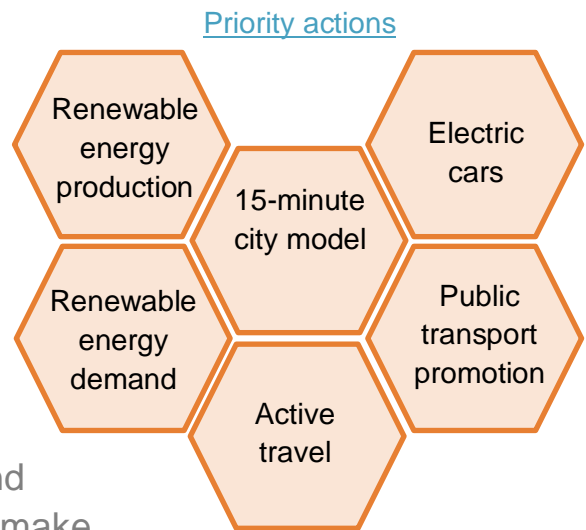 Priority actions
Renewable
energy
production
Electric
cars
15-minute
city model
Renewable
energy
demand
Public
transport
promotion
Active
travel
make